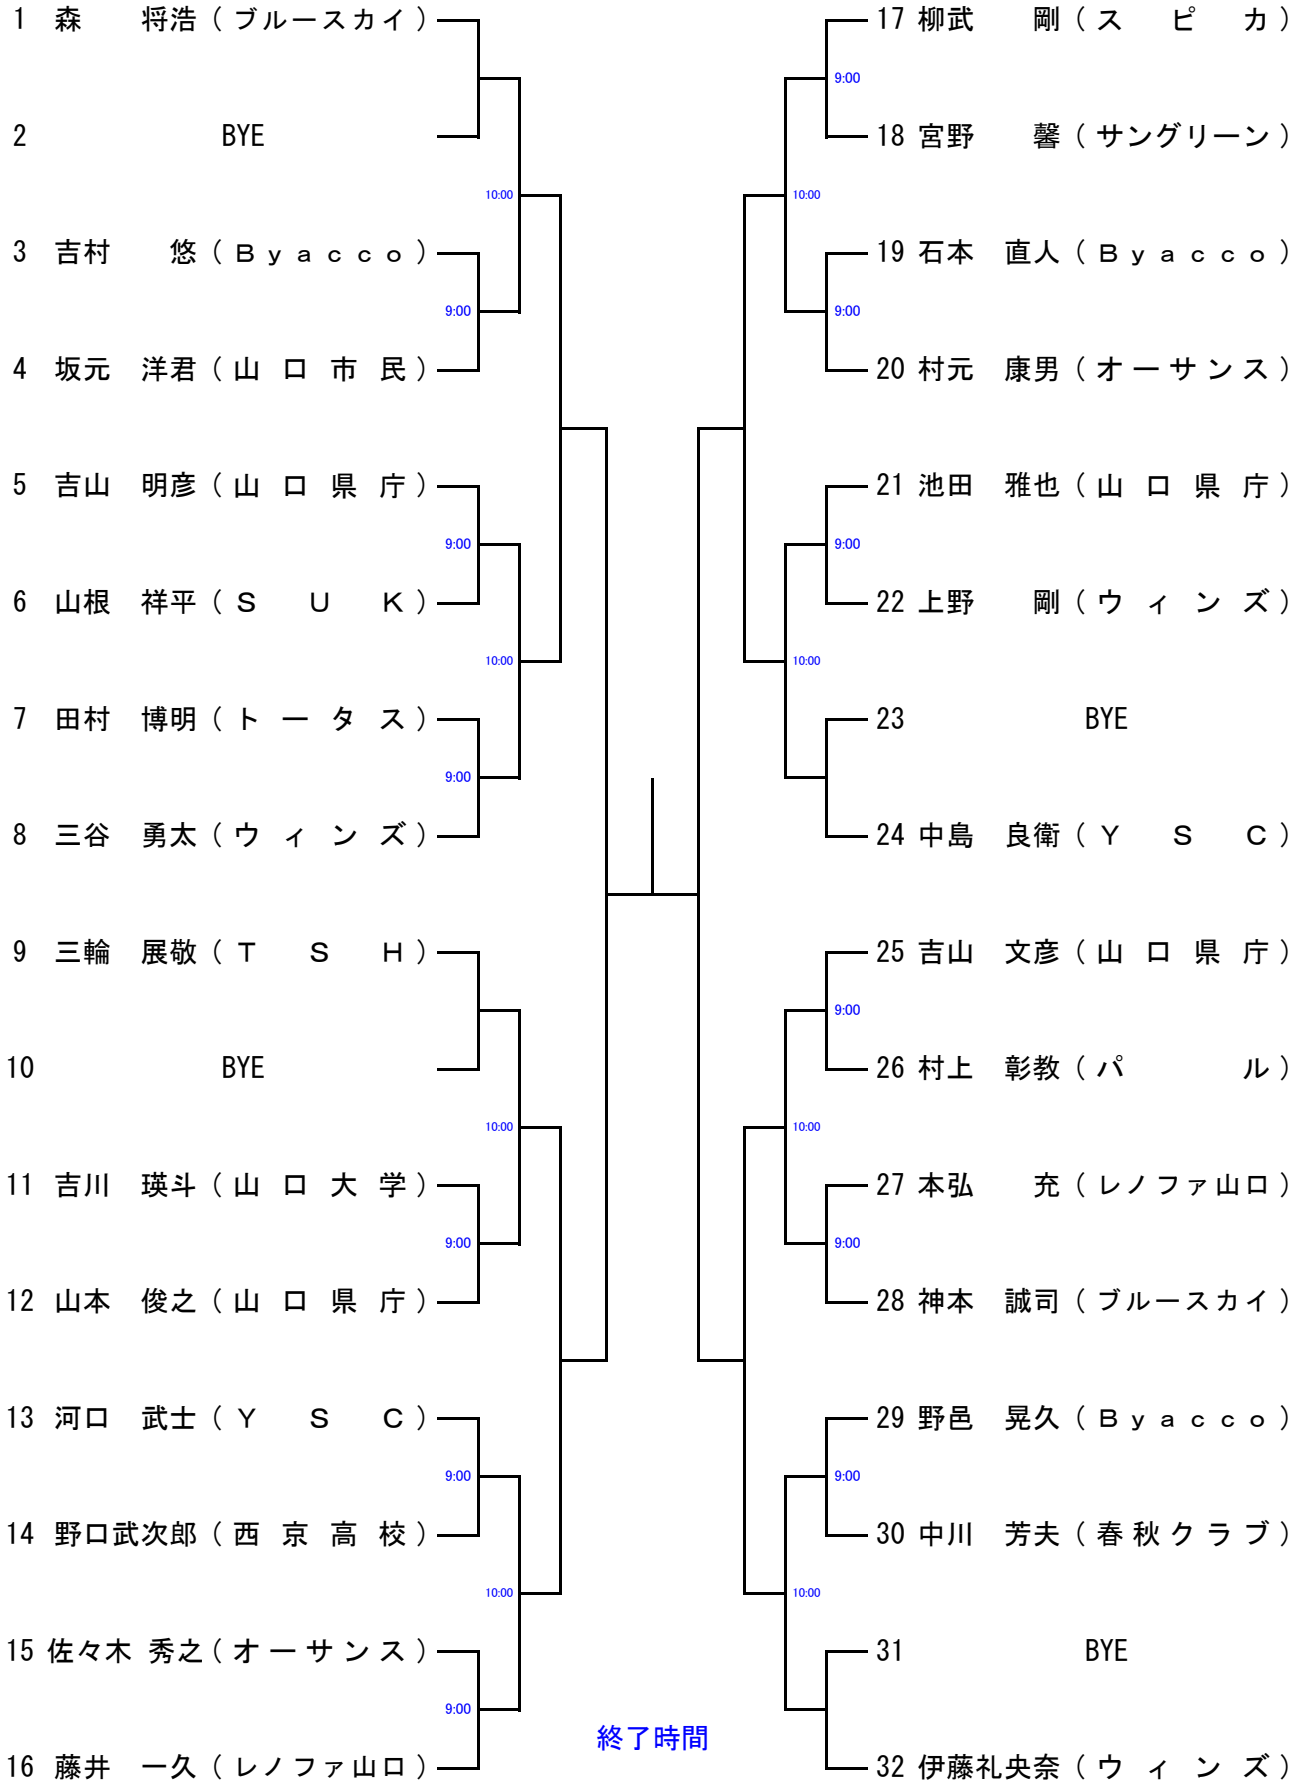 1 森 将浩（ブルースカイ）
2 BYE
10:00
3 吉村 悠（Byacco）
9:00
4 坂元 洋君（山口市民）
5 吉山 明彦（山口県庁）
9:00
6 山根 祥平（SUK）
10:00
7 田村 博明（トータス）
9:00
8 三谷 勇太（ウィンズ）
9 三輪 展敬（TSH）
10 BYE
10:00
11 吉川 瑛斗（山口大学）
9:00
12 山本 俊之（山口県庁）
13 河口 武士（YSC）
9:00
14 野口武次郎（西京高校）
10:00
15 佐々木 秀之（オーサンス）
9:00
16 藤井 一久（レノファ山口）
17 柳武 剛（スピカ）
9:00
18 宮野 馨（サングリーン）
10:00
19 石本 直人（Byacco）
9:00
20 村元 康男（オーサンス）
21 池田 雅也（山口県庁）
9:00
22 上野 剛（ウィンズ）
10:00
23 BYE
24 中島 良衛（YSC）
25 吉山 文彦（山口県庁）
9:00
26 村上 彰教（パル）
10:00
27 本弘 充（レノファ山口）
9:00
28 神本 誠司（ブルースカイ）
29 野邑 晃久（Byacco）
9:00
30 中川 芳夫（春秋クラブ）
10:00
31 BYE
32 伊藤礼央奈（ウィンズ）
終了時間